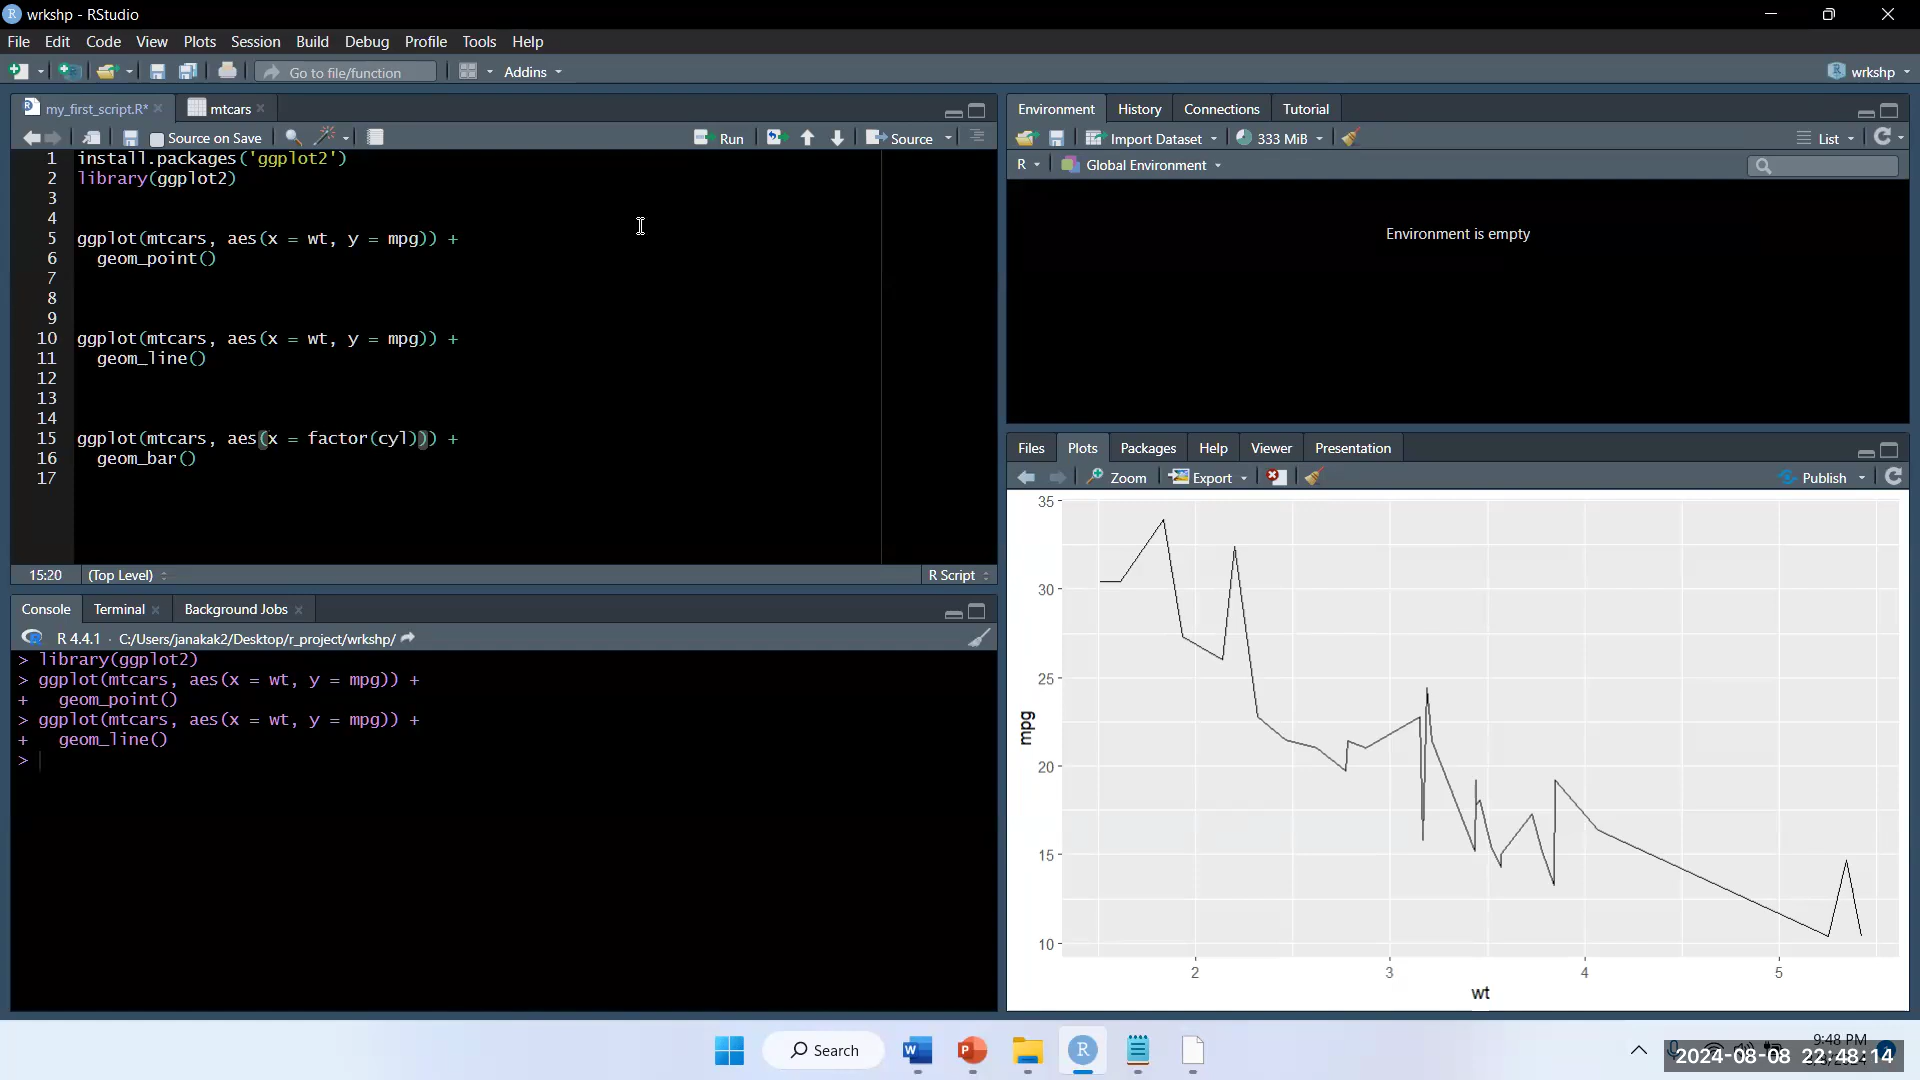 wrkshp - RStudio
File Edit Code View Plots Session Build Debug Profile Tools Help
Go to file/function Addins wrkshp
my_first_script.R* mtcars
Source on Save Run Source
1 install.packages('ggplot2')
2 library(ggplot2)
3
4
5 ggplot(mtcars, aes(x = wt, y = mpg)) +
6 geom_point()
7
8
9
10 ggplot(mtcars, aes(x = wt, y = mpg)) +
11 geom_line()
12
13
14
15 ggplot(mtcars, aes(x = factor(cyl))) +
16 geom_bar()
17
15:20 (Top Level) R Script
Console Terminal Background Jobs
R 4.4.1 · C:/Users/janakak2/Desktop/r_project/wrkshp/
> library(ggplot2)
> ggplot(mtcars, aes(x = wt, y = mpg)) +
+ geom_point()
> ggplot(mtcars, aes(x = wt, y = mpg)) +
+ geom_line()
>
Environment History Connections Tutorial
Import Dataset 333 MiB List
R Global Environment
Environment is empty
Files Plots Packages Help Viewer Presentation
Zoom Export Publish
35
30
25
20
15
10
mpg
2 3 4 5
wt
Search
9:48 PM
2024-08-08 22:48:14